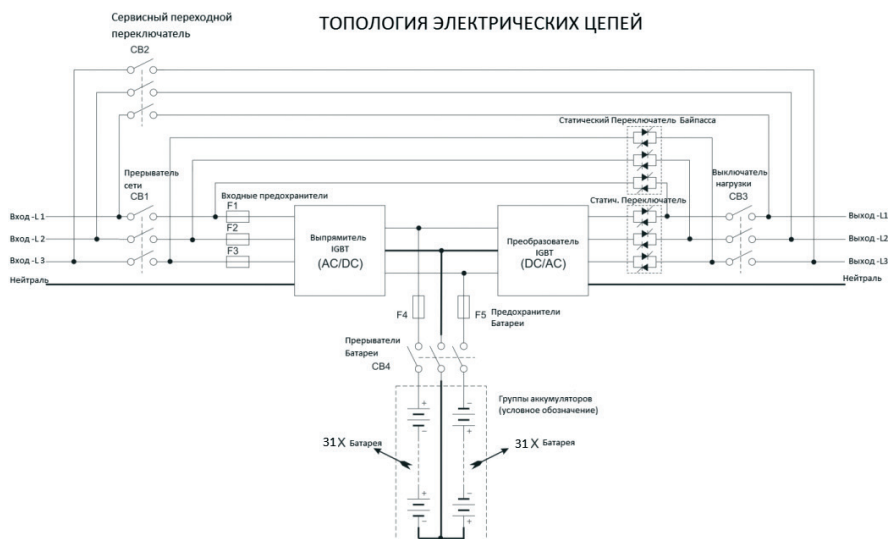 ТОПОЛОГИЯ ЭЛЕКТРИЧЕСКИХ ЦЕПЕЙ
Сервисный переходной
переключатель
CB2
Статический Переключатель Байпасса
Прерыватель
сети
CB1
Входные предохранители
F1
F2
F3
Статич. Переключатель
Выключатель
нагрузки
CB3
Вход -L 1
Вход -L 2
Вход -L 3
Нейтраль
Выпрямитель
IGBT
(AC/DC)
Преобразователь
IGBT
(DC/AC)
Выход -L1
Выход -L2
Выход -L3
Нейтраль
F4
F5
Предохранители
Батареи
Прерыватели
Батареи
CB4
Группы аккумуляторов
(условное обозначение)
+
−
−
+
31X Батарея
31X Батарея
+
−
−
+